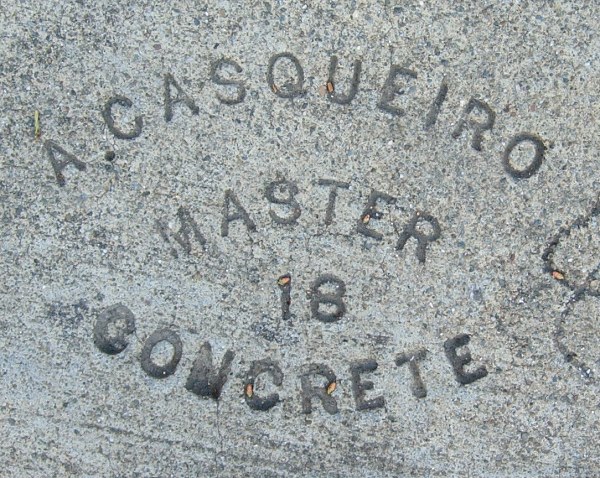 A. CASQUEIRO
MASTER
18
CONCRETE